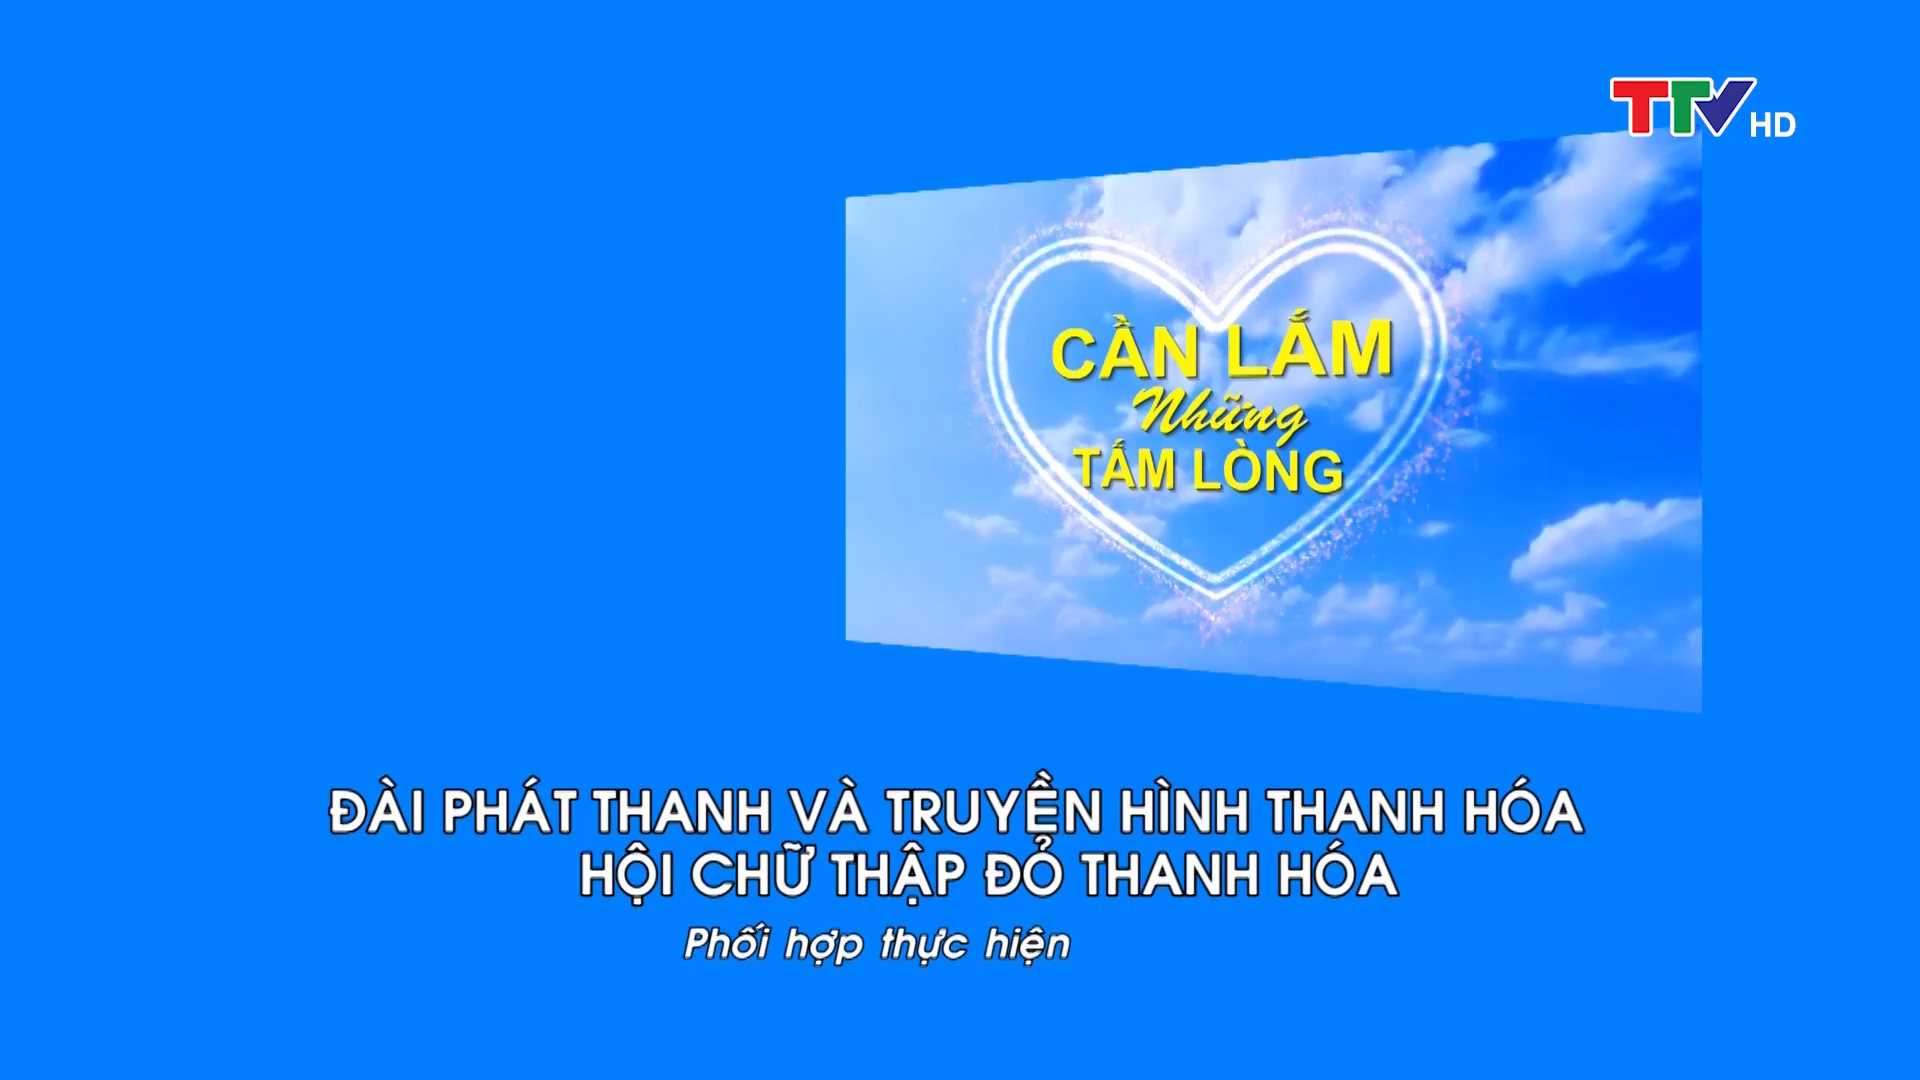 TTV HD
CẦN LẮM
Những
TẤM LÒNG
ĐÀI PHÁT THANH VÀ TRUYỀN HÌNH THANH HÓA
HỘI CHỮ THẬP ĐỎ THANH HÓA
Phối hợp thực hiện